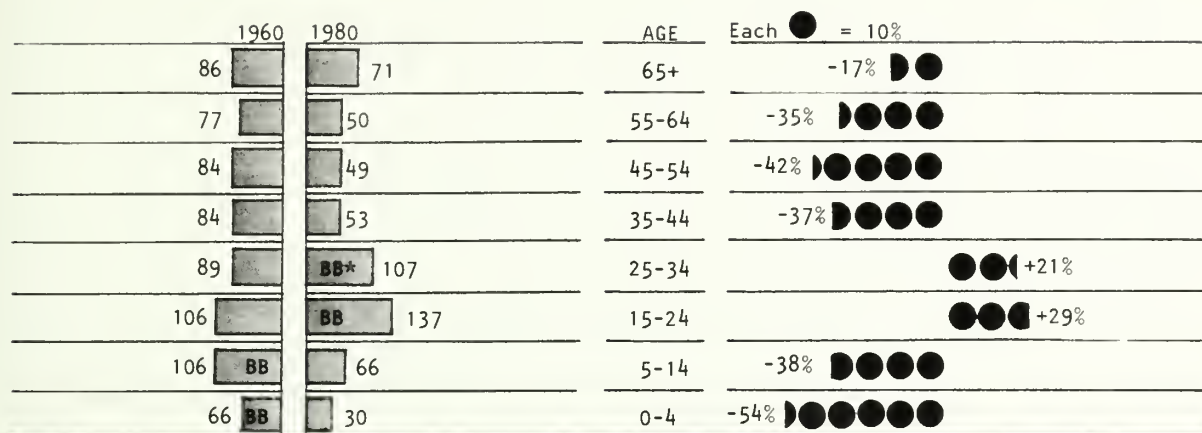 1960 1980 AGE Each ● = 10%
86 71 65+ -17%
77 50 55-64 -35%
84 49 45-54 -42%
84 53 35-44 -37%
89 BB* 107 25-34 +21%
106 BB 137 15-24 +29%
106 BB 66 5-14 -38%
66 BB 30 0-4 -54%